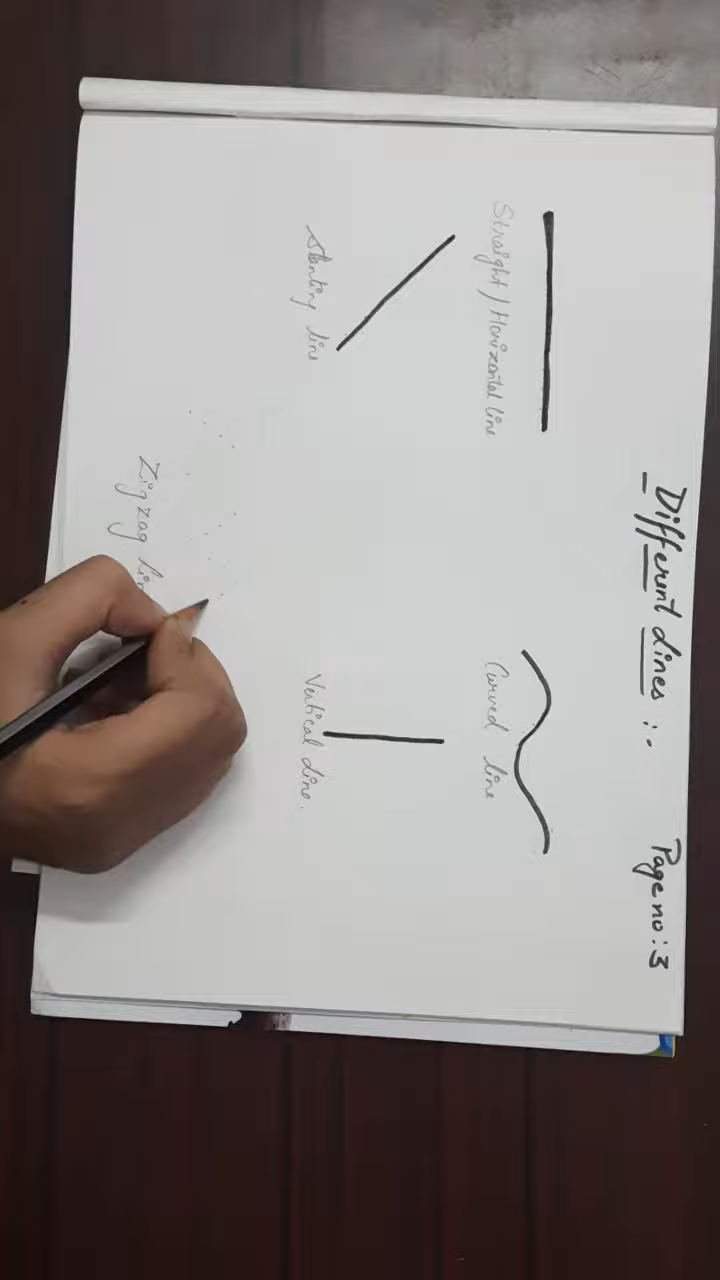 Different Lines :-
Page no : 3
Straight / Horizontal line
Curved line
Slanting line
Vertical Line.
Zigzag